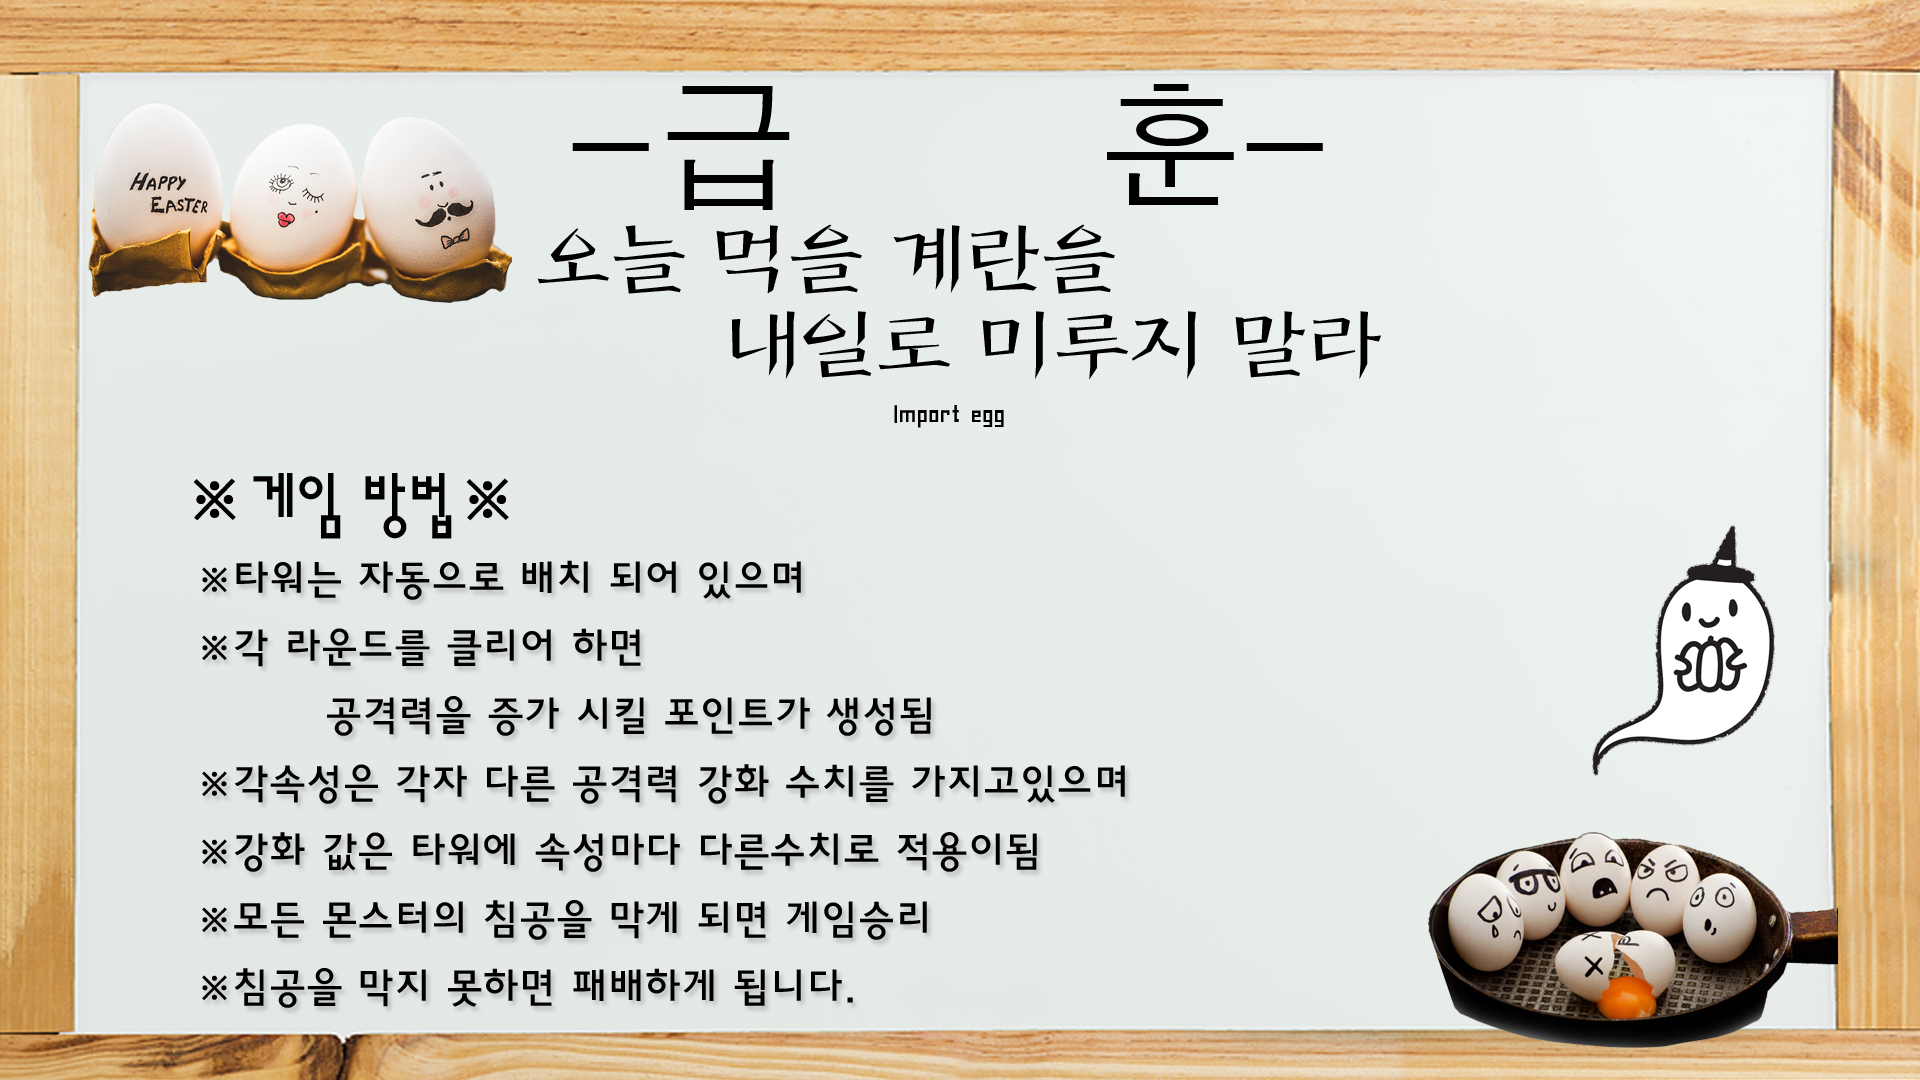 HAPPY
EASTER
-급 훈-
오늘 먹을 계란을
내일로 미루지 말라
Import egg
※ 게임 방법 ※
※타워는 자동으로 배치 되어 있으며
※각 라운드를 클리어 하면
공격력을 증가 시킬 포인트가 생성됨
※각속성은 각자 다른 공격력 강화 수치를 가지고있으며
※강화 값은 타워에 속성마다 다른수치로 적용이됨
※모든 몬스터의 침공을 막게 되면 게임승리
※침공을 막지 못하면 패배하게 됩니다.